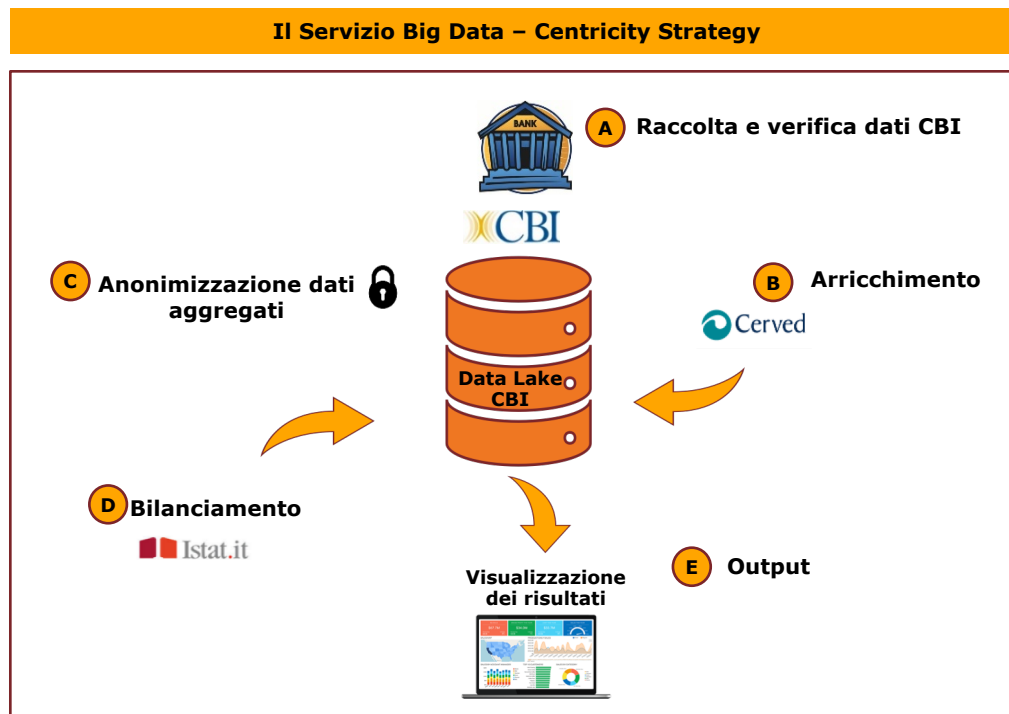 Il Servizio Big Data – Centricity Strategy
BANK
A Raccolta e verifica dati CBI
CBI
C Anonimizzazione dati
aggregati
B Arricchimento
Cerved
Data Lake
CBI
D Bilanciamento
Istat.it
E Output
Visualizzazione
dei risultati